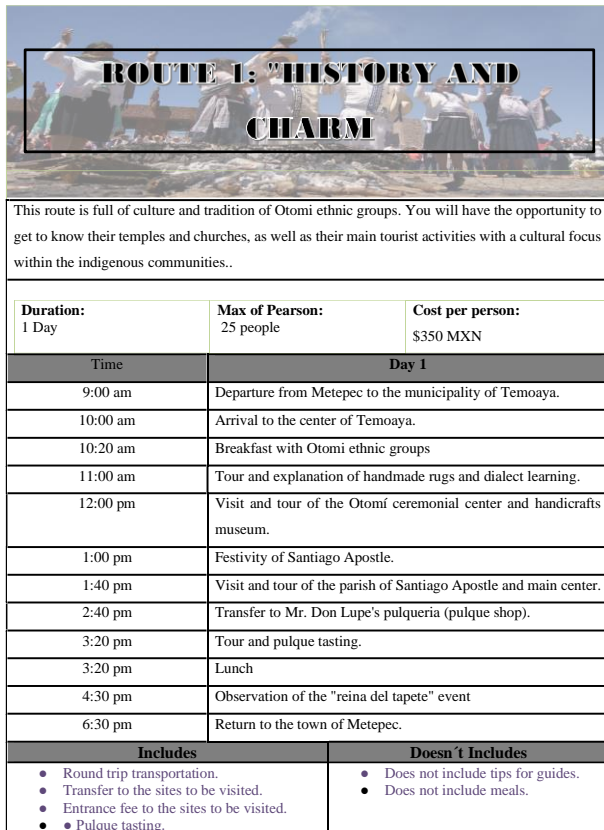 ROUTE 1: "HISTORY AND
CHARM
This route is full of culture and tradition of Otomi ethnic groups. You will have the opportunity to
get to know their temples and churches, as well as their main tourist activities with a cultural focus
within the indigenous communities..
Duration: Max of Pearson: Cost per person:
1 Day 25 people $350 MXN
Time Day 1
9:00 am Departure from Metepec to the municipality of Temoaya.
10:00 am Arrival to the center of Temoaya.
10:20 am Breakfast with Otomi ethnic groups
11:00 am Tour and explanation of handmade rugs and dialect learning.
12:00 pm Visit and tour of the Otomí ceremonial center and handicrafts
museum.
1:00 pm Festivity of Santiago Apostle.
1:40 pm Visit and tour of the parish of Santiago Apostle and main center.
2:40 pm Transfer to Mr. Don Lupe's pulqueria (pulque shop).
3:20 pm Tour and pulque tasting.
3:20 pm Lunch
4:30 pm Observation of the "reina del tapete" event
6:30 pm Return to the town of Metepec.
Includes Doesn´t Includes
● Round trip transportation. ● Does not include tips for guides.
● Transfer to the sites to be visited. ● Does not include meals.
● Entrance fee to the sites to be visited.
● ● Pulque tasting.